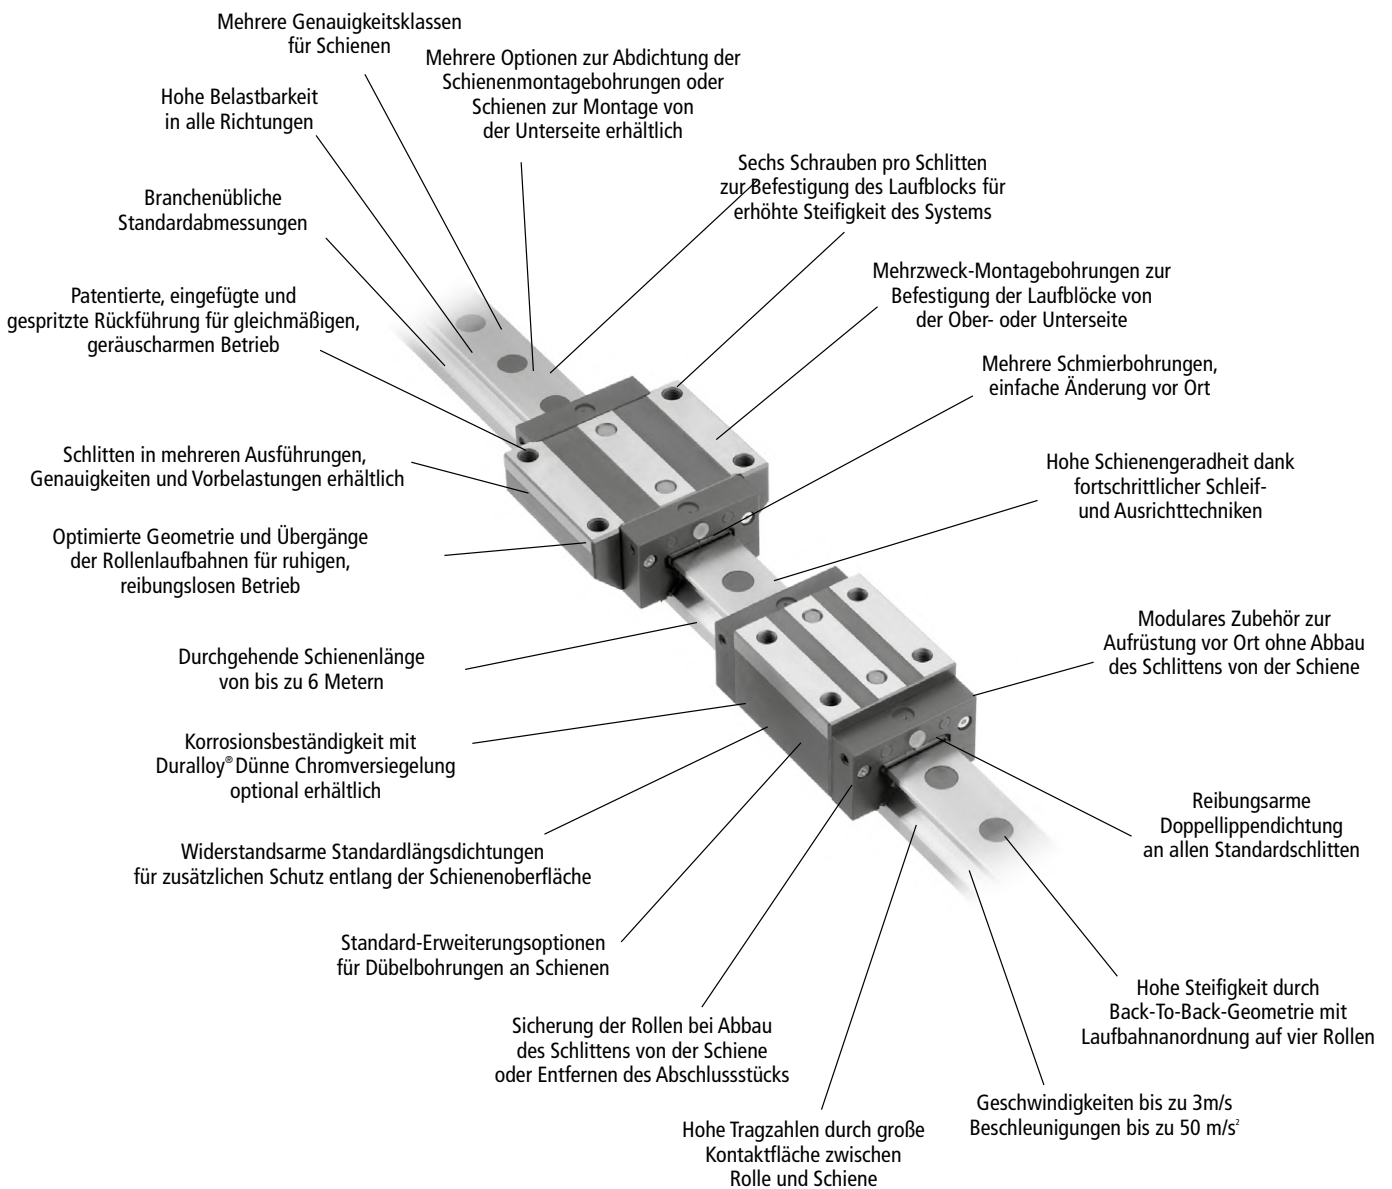 Mehrere Genauigkeitsklassen
für Schienen
Mehrere Optionen zur Abdichtung der
Schienenmontagebohrungen oder
Schienen zur Montage von
der Unterseite erhältlich
Hohe Belastbarkeit
in alle Richtungen
Sechs Schrauben pro Schlitten
zur Befestigung des Laufblocks für
erhöhte Steifigkeit des Systems
Branchenübliche
Standardabmessungen
Mehrzweck-Montagebohrungen zur
Befestigung der Laufblöcke von
der Ober- oder Unterseite
Patentierte, eingefügte und
gespritzte Rückführung für gleichmäßigen,
geräuscharmen Betrieb
Mehrere Schmierbohrungen,
einfache Änderung vor Ort
Schlitten in mehreren Ausführungen,
Genauigkeiten und Vorbelastungen erhältlich
Hohe Schienengeradheit dank
fortschrittlicher Schleif-
und Ausrichttechniken
Optimierte Geometrie und Übergänge
der Rollenlaufbahnen für ruhigen,
reibungslosen Betrieb
Modulares Zubehör zur
Aufrüstung vor Ort ohne Abbau
des Schlittens von der Schiene
Durchgehende Schienenlänge
von bis zu 6 Metern
Korrosionsbeständigkeit mit
Duralloy® Dünne Chromversiegelung
optional erhältlich
Reibungsarme
Doppellippendichtung
an allen Standardschlitten
Widerstandsarme Standardlängsdichtungen
für zusätzlichen Schutz entlang der Schienenoberfläche
Standard-Erweiterungsoptionen
für Dübelbohrungen an Schienen
Hohe Steifigkeit durch
Back-To-Back-Geometrie mit
Laufbahnanordnung auf vier Rollen
Sicherung der Rollen bei Abbau
des Schlittens von der Schiene
oder Entfernen des Abschlussstücks
Geschwindigkeiten bis zu 3m/s
Beschleunigungen bis zu 50 m/s²
Hohe Tragzahlen durch große
Kontaktfläche zwischen
Rolle und Schiene